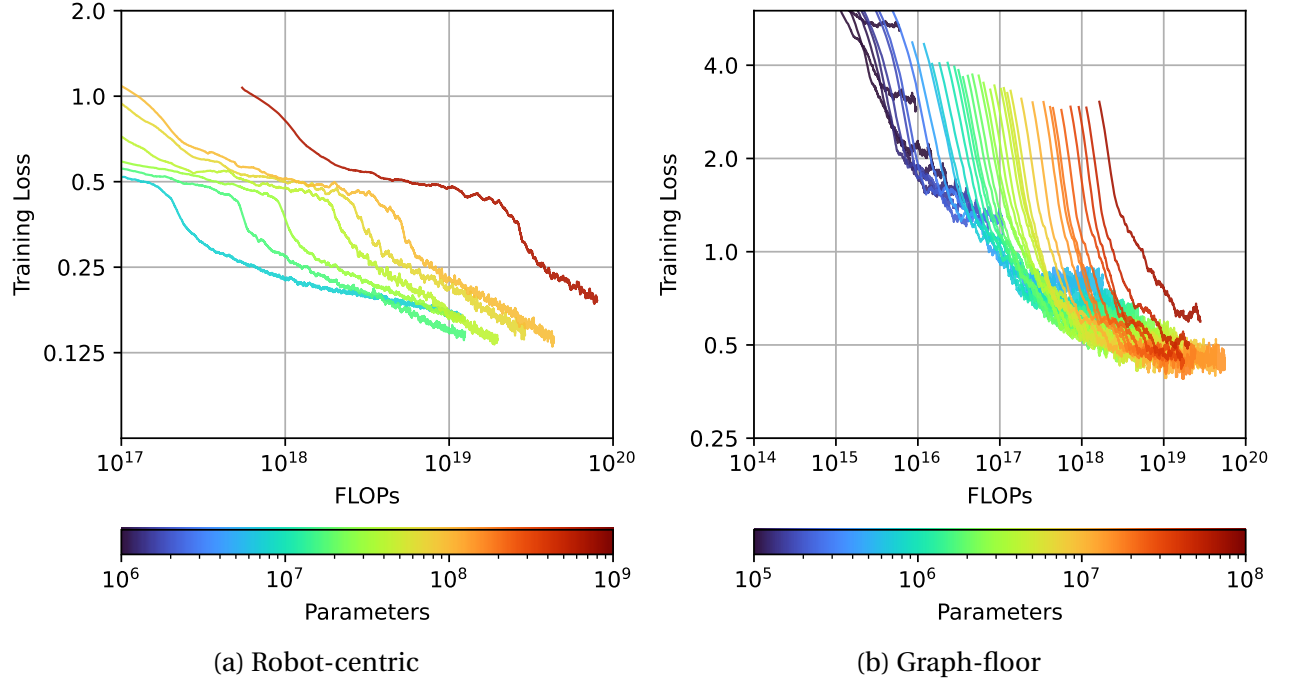 2.0
1.0
0.5
0.25
0.125
Training Loss
10^17 10^18 10^19 10^20
FLOPs
10^6 10^7 10^8 10^9
Parameters
(a) Robot-centric
4.0
2.0
1.0
0.5
0.25
Training Loss
10^14 10^15 10^16 10^17 10^18 10^19 10^20
FLOPs
10^5 10^6 10^7 10^8
Parameters
(b) Graph-floor